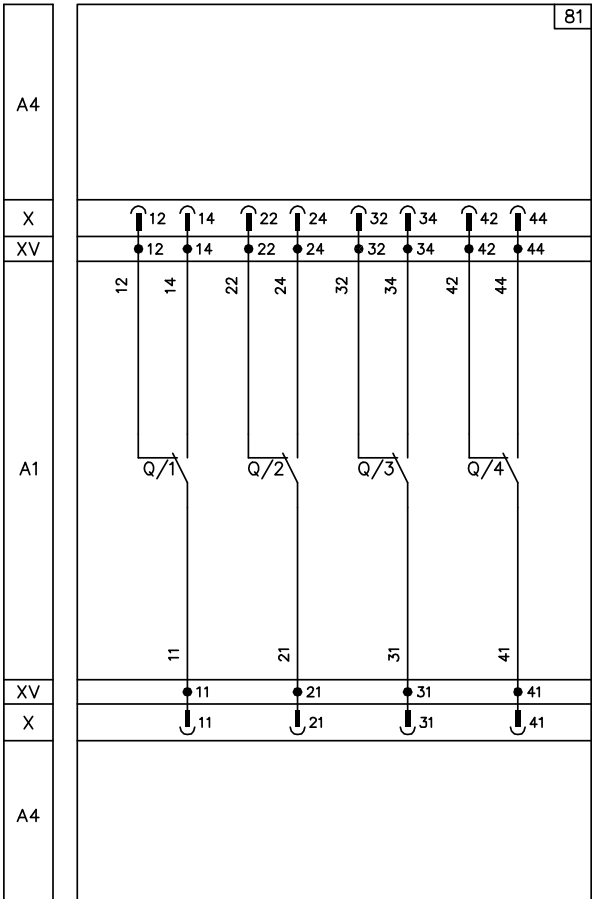 81
A4
X 12 14 22 24 32 34 42 44
XV 12 14 22 24 32 34 42 44
12 14 22 24 32 34 42 44
A1 Q/1 Q/2 Q/3 Q/4
11 21 31 41
XV 11 21 31 41
X 11 21 31 41
A4